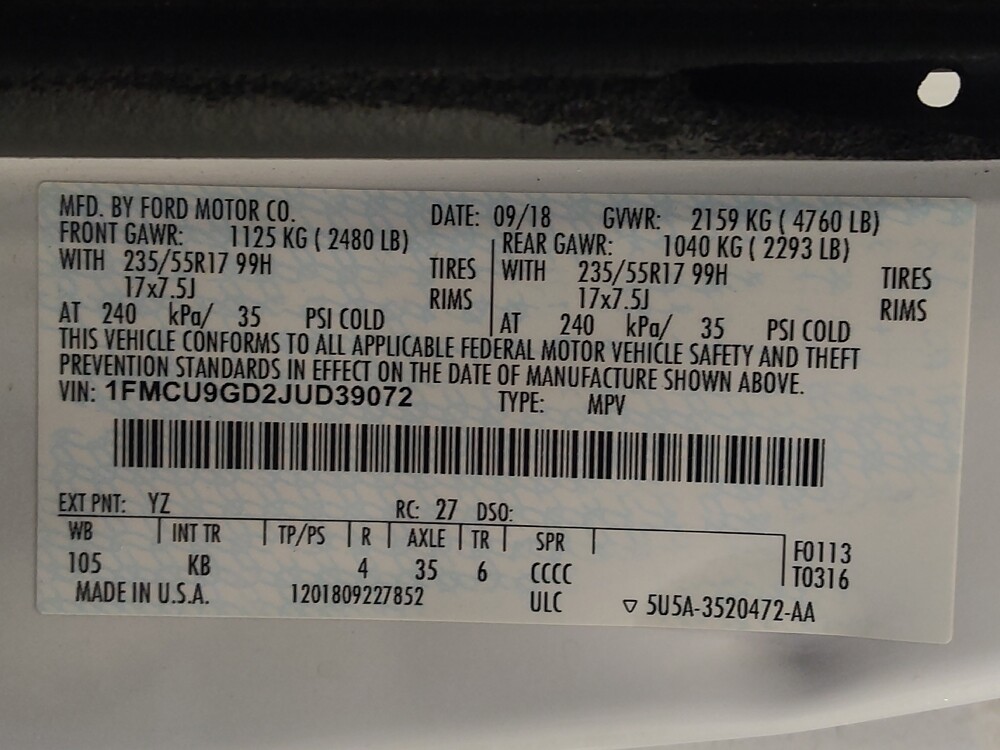 MFD. BY FORD MOTOR CO. DATE: 09/18 GVWR: 2159 KG ( 4760 LB)
FRONT GAWR: 1125 KG ( 2480 LB) REAR GAWR: 1040 KG ( 2293 LB)
WITH 235/55R17 99H TIRES WITH 235/55R17 99H TIRES
17x7.5J RIMS 17x7.5J RIMS
AT 240 kPa/ 35 PSI COLD AT 240 kPa/ 35 PSI COLD
THIS VEHICLE CONFORMS TO ALL APPLICABLE FEDERAL MOTOR VEHICLE SAFETY AND THEFT
PREVENTION STANDARDS IN EFFECT ON THE DATE OF MANUFACTURE SHOWN ABOVE.
VIN: 1FMCU9GD2JUD39072 TYPE: MPV
EXT PNT: YZ RC: 27 DSO:
WB INT TR TP/PS R AXLE TR SPR F0113
105 KB 4 35 6 CCCC T0316
MADE IN U.S.A. 1201809227852 ULC ▽ 5U5A-3520472-AA